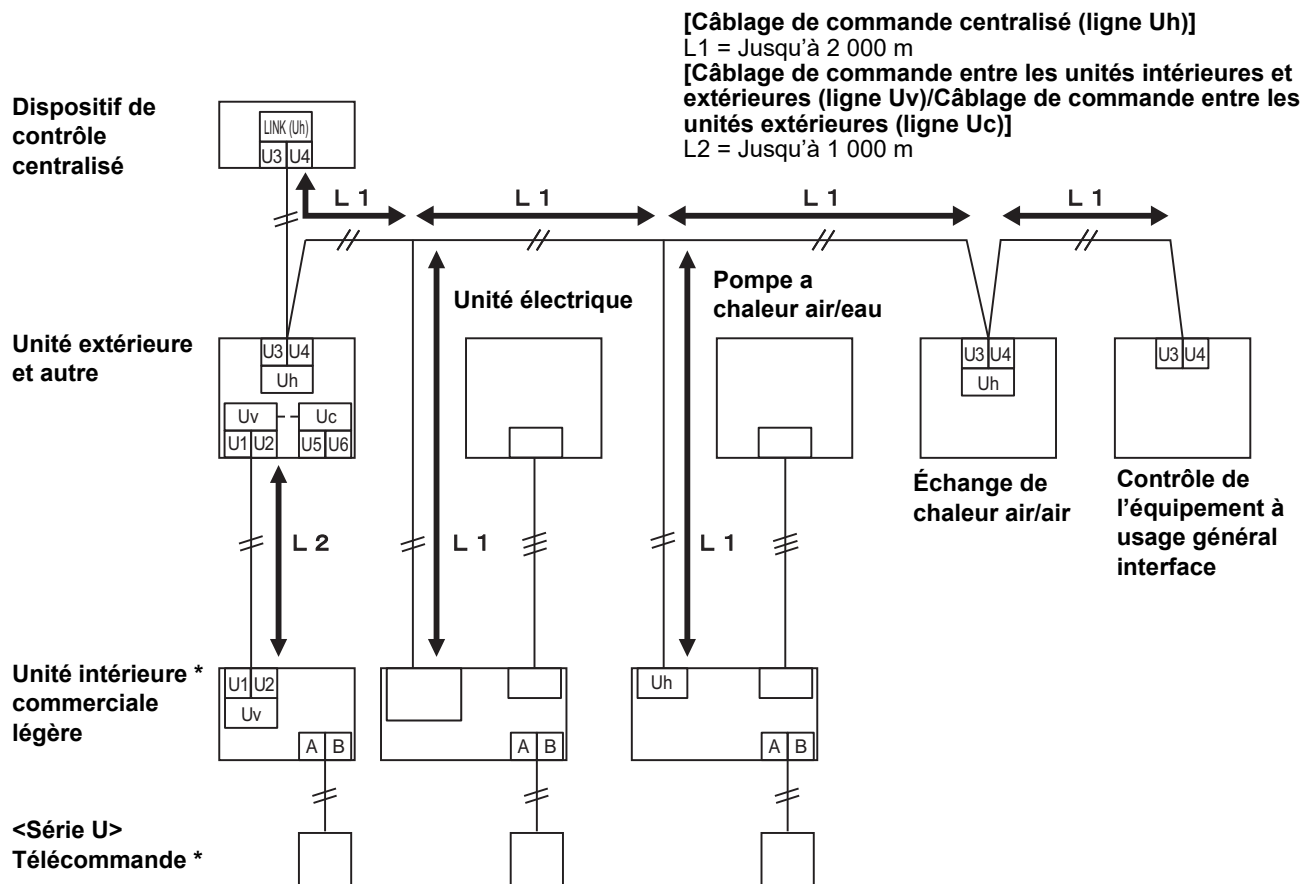 [Câblage de commande centralisé (ligne Uh)]
L1 = Jusqu'à 2 000 m
[Câblage de commande entre les unités intérieures et
extérieures (ligne Uv)/Câblage de commande entre les
unités extérieures (ligne Uc)]
L2 = Jusqu'à 1 000 m
Dispositif de
contrôle
centralisé
LINK (Uh)
U3 U4
L 1
L 1
L 1
L 1
Unité électrique
Pompe a
chaleur air/eau
Unité extérieure
et autre
U3 U4
Uh
Uv
Uc
U1 U2
U5 U6
U3 U4
Uh
U3 U4
Échange de
chaleur air/air
Contrôle de
l'équipement à
usage général
interface
L 2
L 1
L 1
Unité intérieure *
commerciale
légère
U1 U2
Uv
A B
A B
Uh
A B
<Série U>
Télécommande *